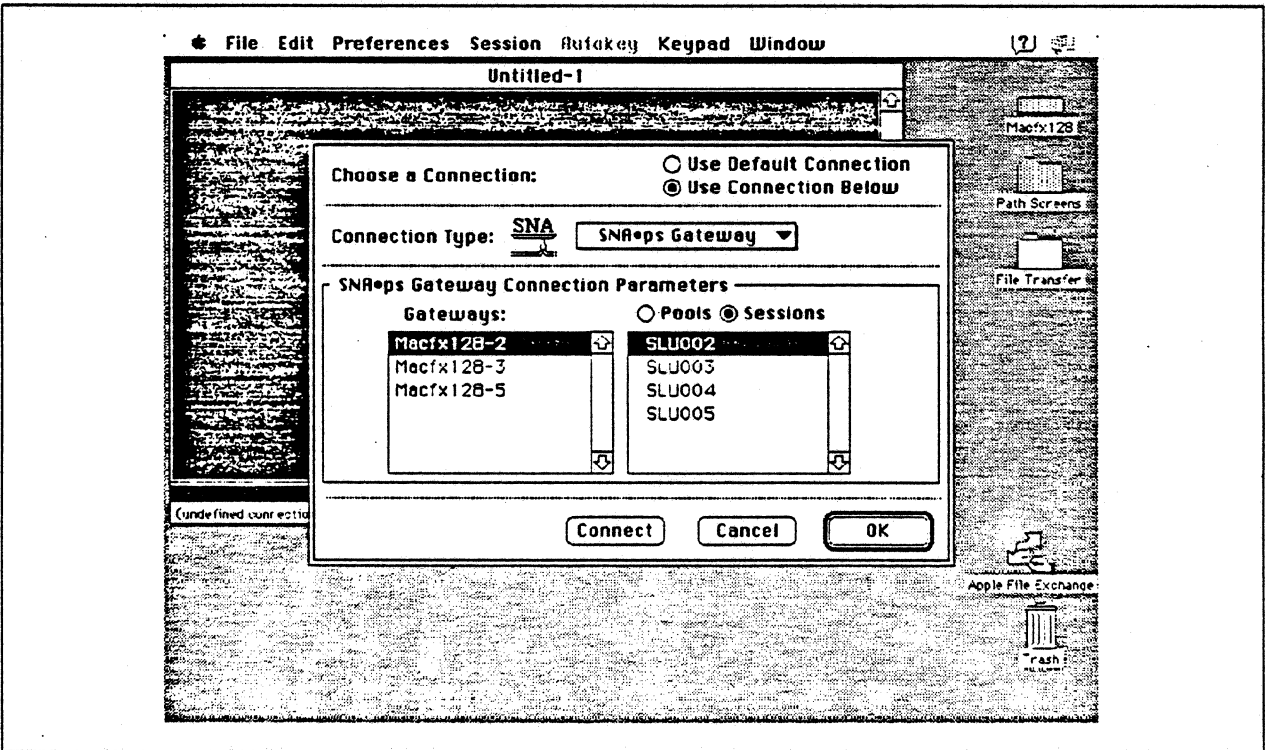 File Edit Preferences Session Autokey Keypad Window
Untitled-1
Macfx128
Path Screens
File Transfer
Choose a Connection:
Use Default Connection
Use Connection Below
Connection Type: SNA SNA•ps Gateway
SNA•ps Gateway Connection Parameters
Gateways:
Pools Sessions
Macfx128-2
Macfx128-3
Macfx128-5
SLU002
SLU003
SLU004
SLU005
(undefined connectio
Connect Cancel OK
Apple File Exchange
Trash